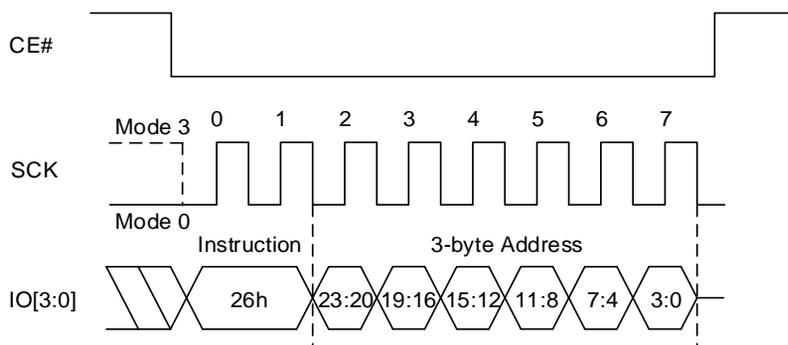 CE#
Mode 3 0 1 2 3 4 5 6 7
SCK
Mode 0
Instruction 3-byte Address
IO[3:0] 26h 23:20 19:16 15:12 11:8 7:4 3:0